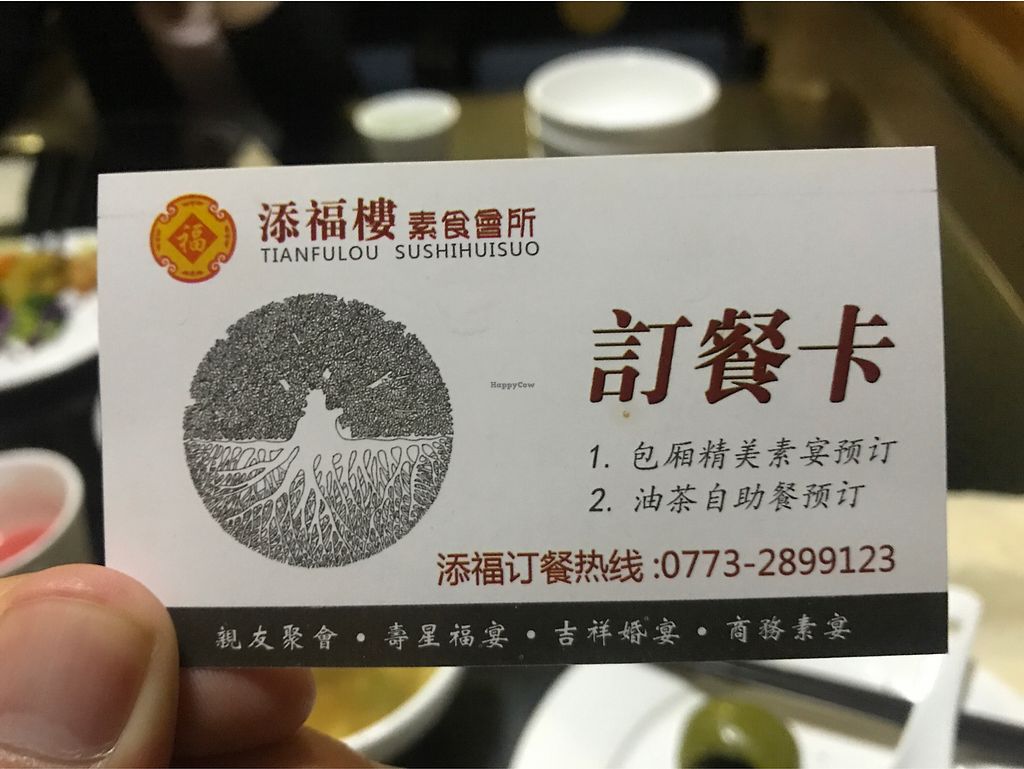 福
添福樓 素食會所
TIANFULOU SUSHIHUISUO
訂餐卡
HappyCow
1. 包厢精美素宴预订
2. 油茶自助餐预订
添福订餐热线:0773-2899123
親友聚會 • 壽星福宴 • 吉祥婚宴 • 商務素宴